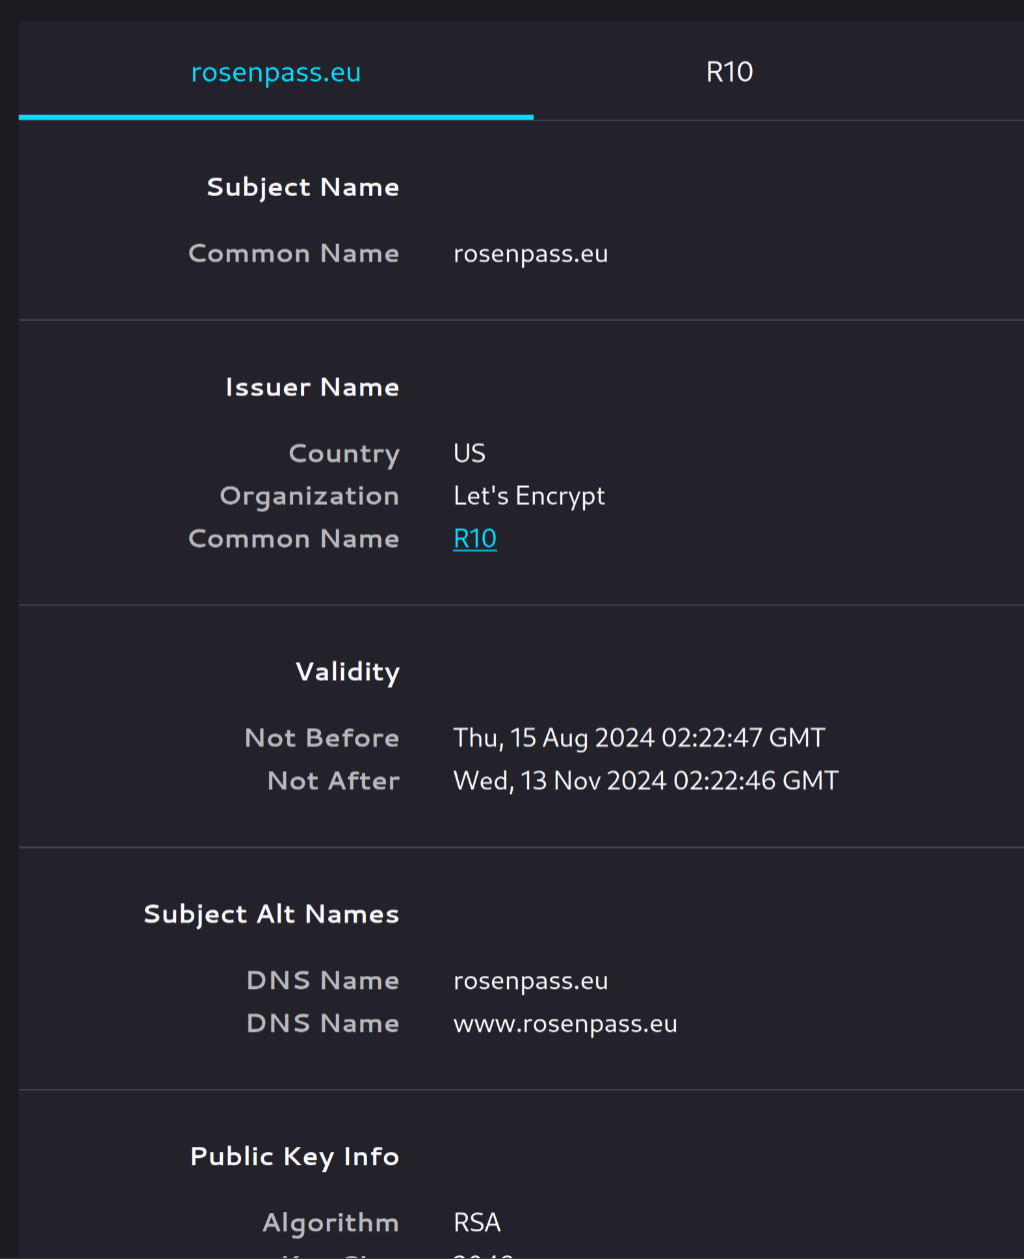 rosenpass.eu R10
Subject Name
Common Name rosenpass.eu
Issuer Name
Country US
Organization Let's Encrypt
Common Name R10
Validity
Not Before Thu, 15 Aug 2024 02:22:47 GMT
Not After Wed, 13 Nov 2024 02:22:46 GMT
Subject Alt Names
DNS Name rosenpass.eu
DNS Name www.rosenpass.eu
Public Key Info
Algorithm RSA